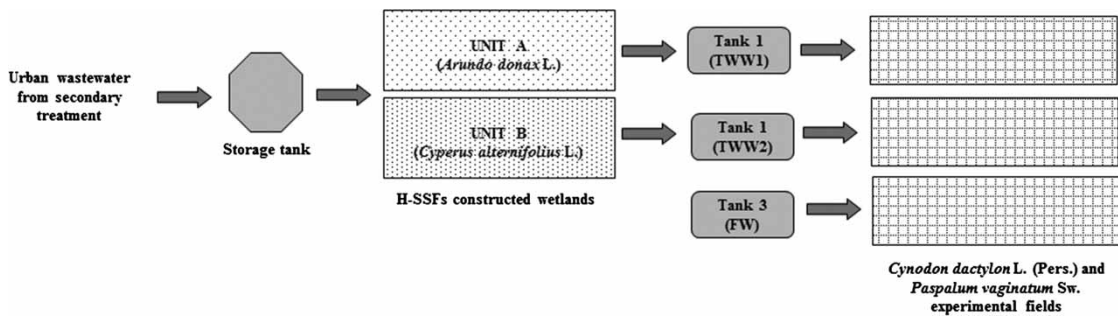 Urban wastewater
from secondary
treatment
Storage tank
UNIT A
(Arundo donax L.)
UNIT B
(Cyperus alternifolius L.)
H-SSFs constructed wetlands
Tank 1
(TWW1)
Tank 1
(TWW2)
Tank 3
(FW)
Cynodon dactylon L. (Pers.) and
Paspalum vaginatum Sw.
experimental fields